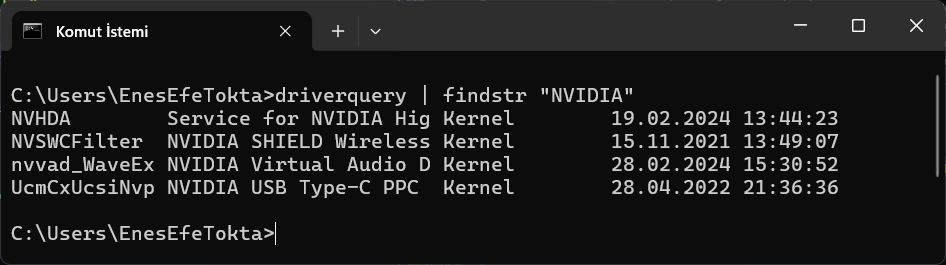 Komut İstemi
C:\Users\EnesEfeTokta>driverquery | findstr "NVIDIA"
NVHDA        Service for NVIDIA Hig Kernel        19.02.2024 13:44:23
NVSWCFilter  NVIDIA SHIELD Wireless Kernel        15.11.2021 13:49:07
nvvad_WaveEx NVIDIA Virtual Audio D Kernel        28.02.2024 15:30:52
UcmCxUcsiNvp NVIDIA USB Type-C PPC  Kernel        28.04.2022 21:36:36
C:\Users\EnesEfeTokta>